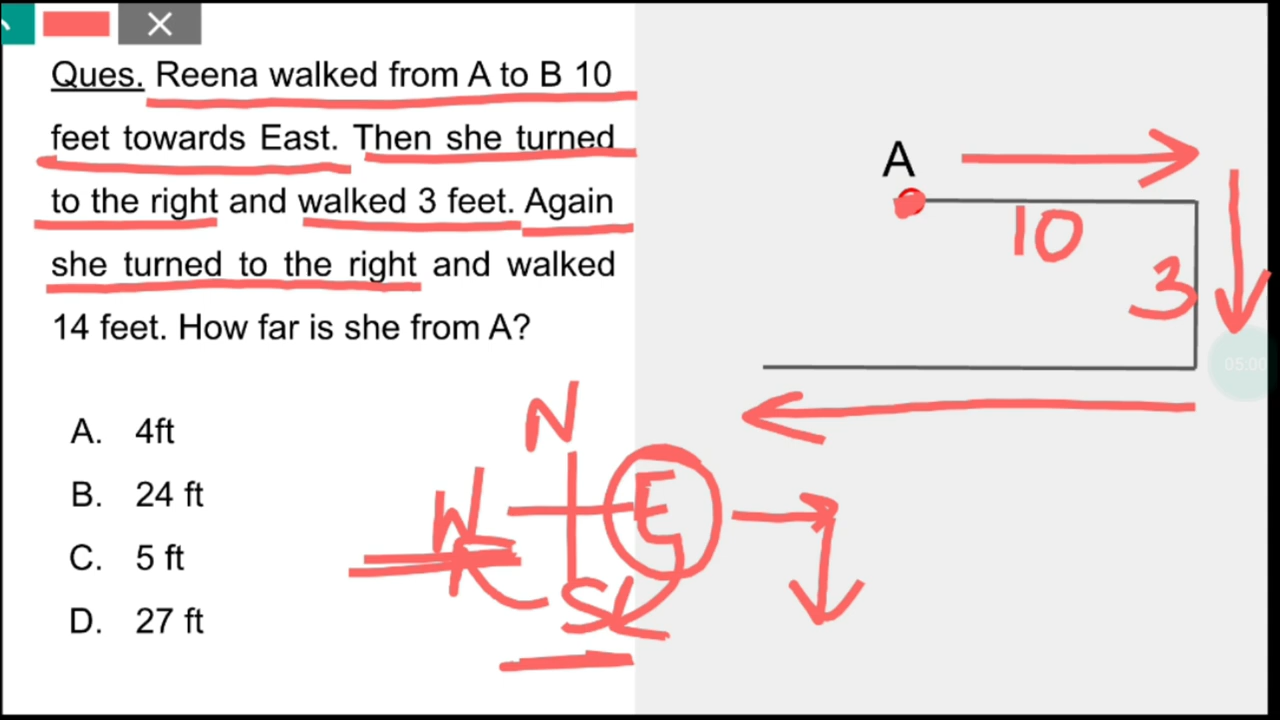 Ques. Reena walked from A to B 10
feet towards East. Then she turned
to the right and walked 3 feet. Again
she turned to the right and walked
14 feet. How far is she from A?
A. 4ft
B. 24 ft
C. 5 ft
D. 27 ft
N
W
E
S
A
10
3
05:00